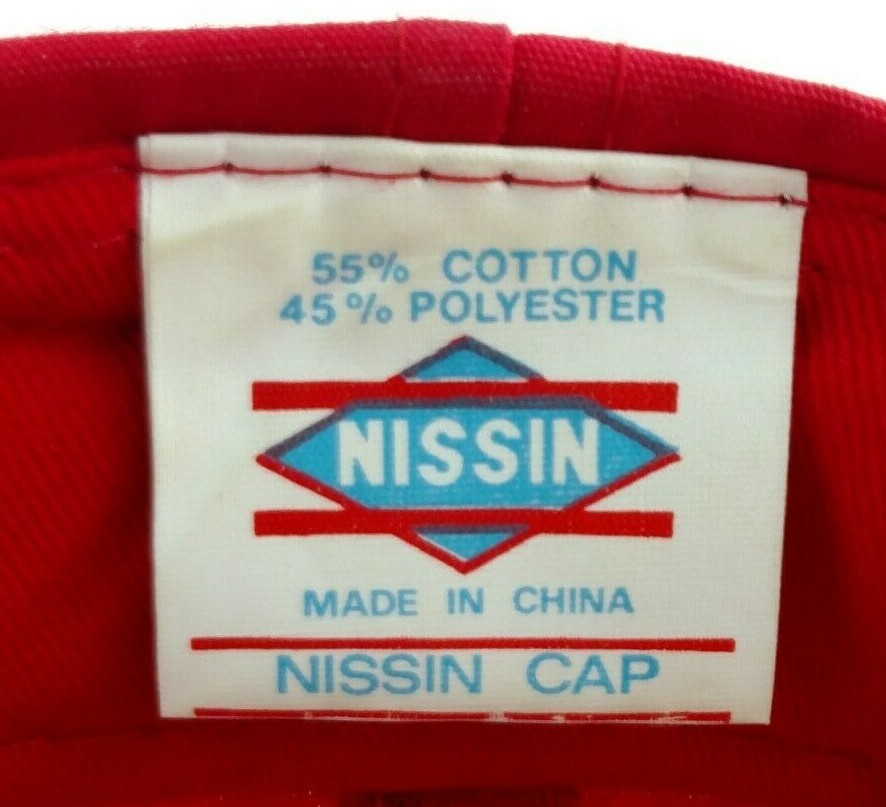 55% COTTON
45% POLYESTER
NISSIN
MADE IN CHINA
NISSIN CAP